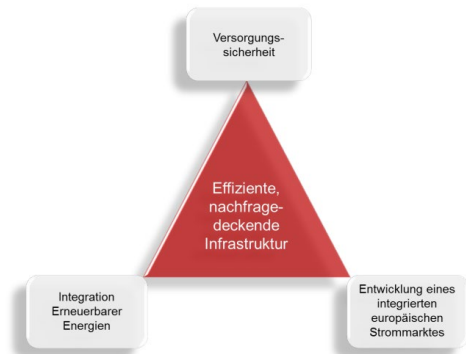 Versorgungs-
sicherheit
Effiziente,
nachfrage-
deckende
Infrastruktur
Integration
Erneuerbarer
Energien
Entwicklung eines
integrierten
europäischen
Strommarktes